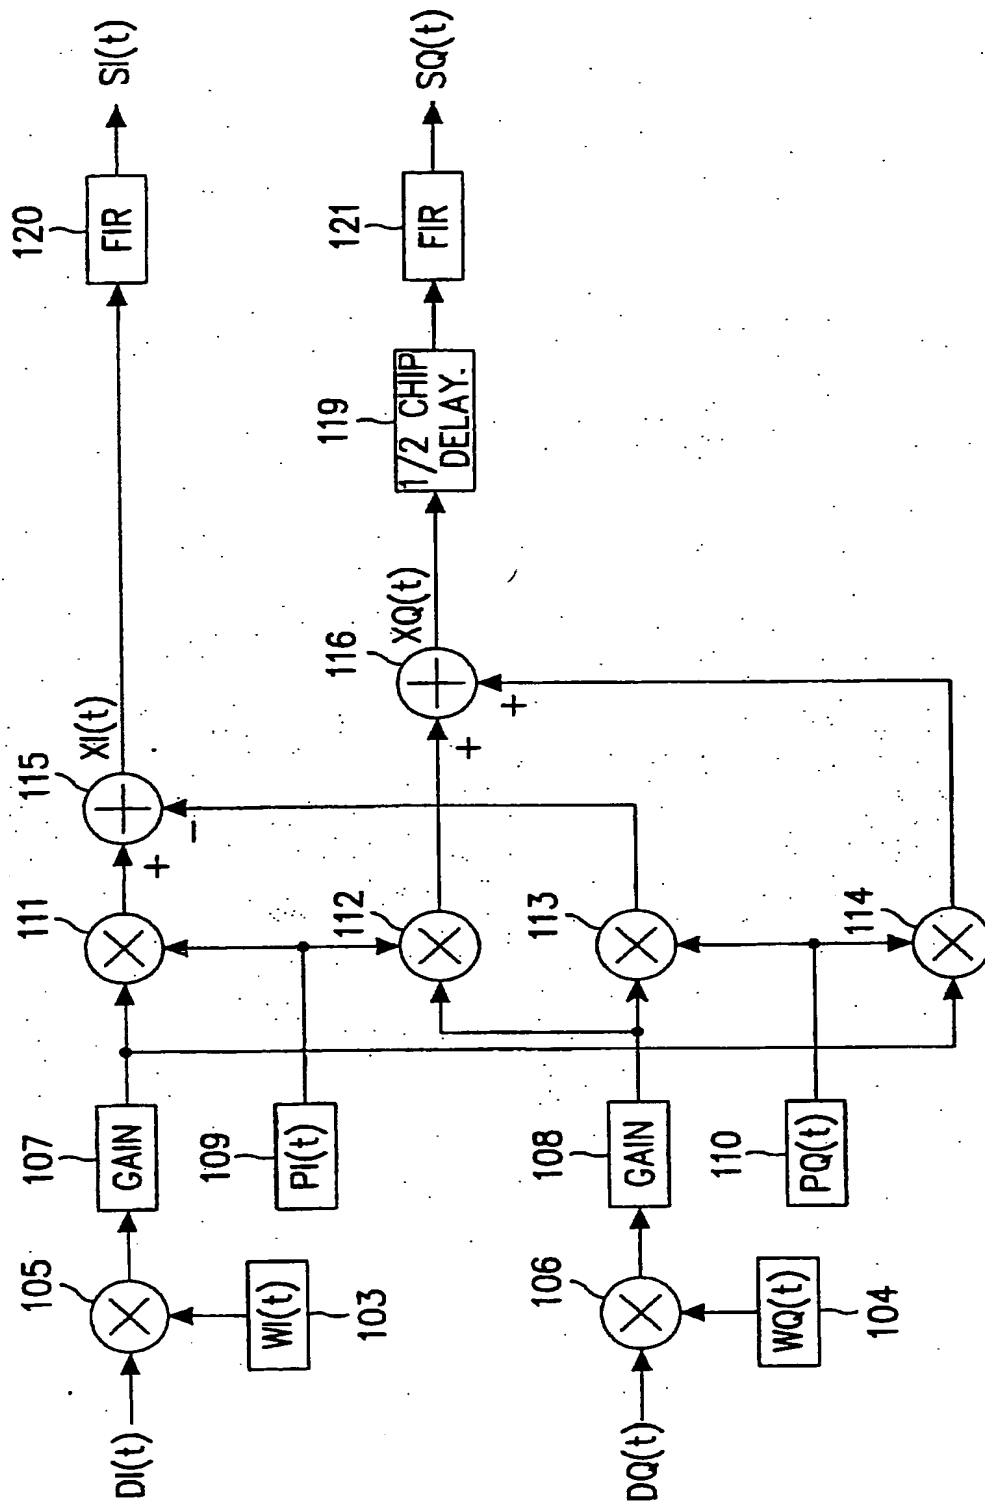 DI(t)
105
WI(t)
103
107
GAIN
109
PI(t)
111
+
-
115
XI(t)
120
FIR
SI(t)
DQ(t)
106
WQ(t)
104
108
GAIN
110
PQ(t)
112
113
114
+
+
116
XQ(t)
119
1/2 CHIP
DELAY.
121
FIR
SQ(t)